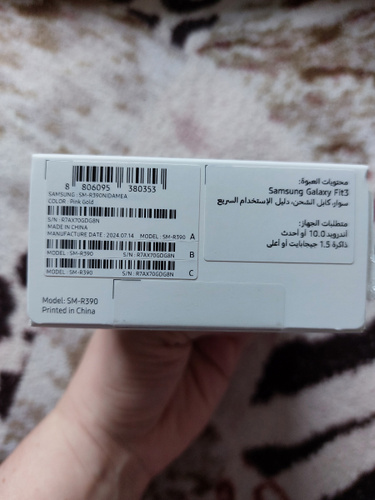 8 806095 380353
SAMSUNG : SM-R390NIDAMEA
COLOR : Pink Gold
S/N : R7AX70GDG8N
MADE IN CHINA
MANUFACTURE DATE : 2024.07.14 MODEL: SM-R390 A
MODEL: SM-R390 S/N : R7AX70GDG8N B
MODEL: SM-R390 S/N : R7AX70GDG8N C
محتويات العبوة:
Samsung Galaxy Fit3
سوار، كابل الشحن، دليل الإستخدام السريع
متطلبات الجهاز:
أندرويد 10.0 أو أحدث
ذاكرة 1.5 جيجابايت أو أعلى
Model: SM-R390
Printed in China